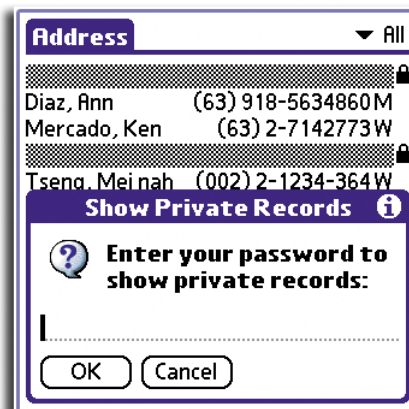 Address All
Diaz, Ann (63) 918-5634860M
Mercado, Ken (63) 2-7142773W
Tseng, Mei nah (002) 2-1234-364W
Show Private Records i
Enter your password to
show private records:
OK Cancel